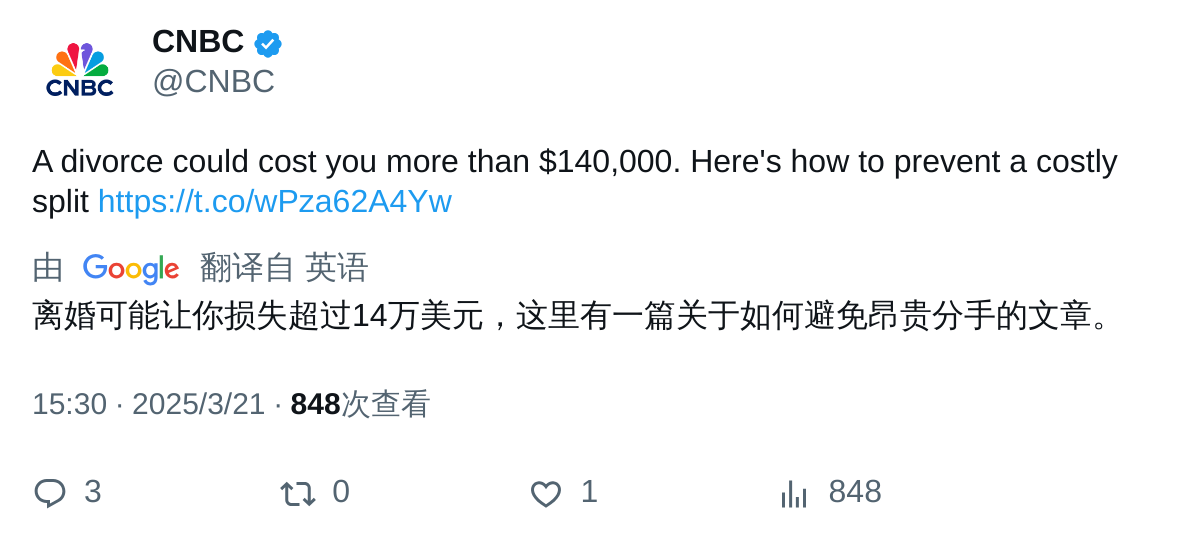 CNBC
CNBC
@CNBC
A divorce could cost you more than $140,000. Here's how to prevent a costly
split https://t.co/wPza62A4Yw
由 Google 翻译自 英语
离婚可能让你损失超过14万美元，这里有一篇关于如何避免昂贵分手的文章。
15:30 · 2025/3/21 · 848次查看
3 0 1 848